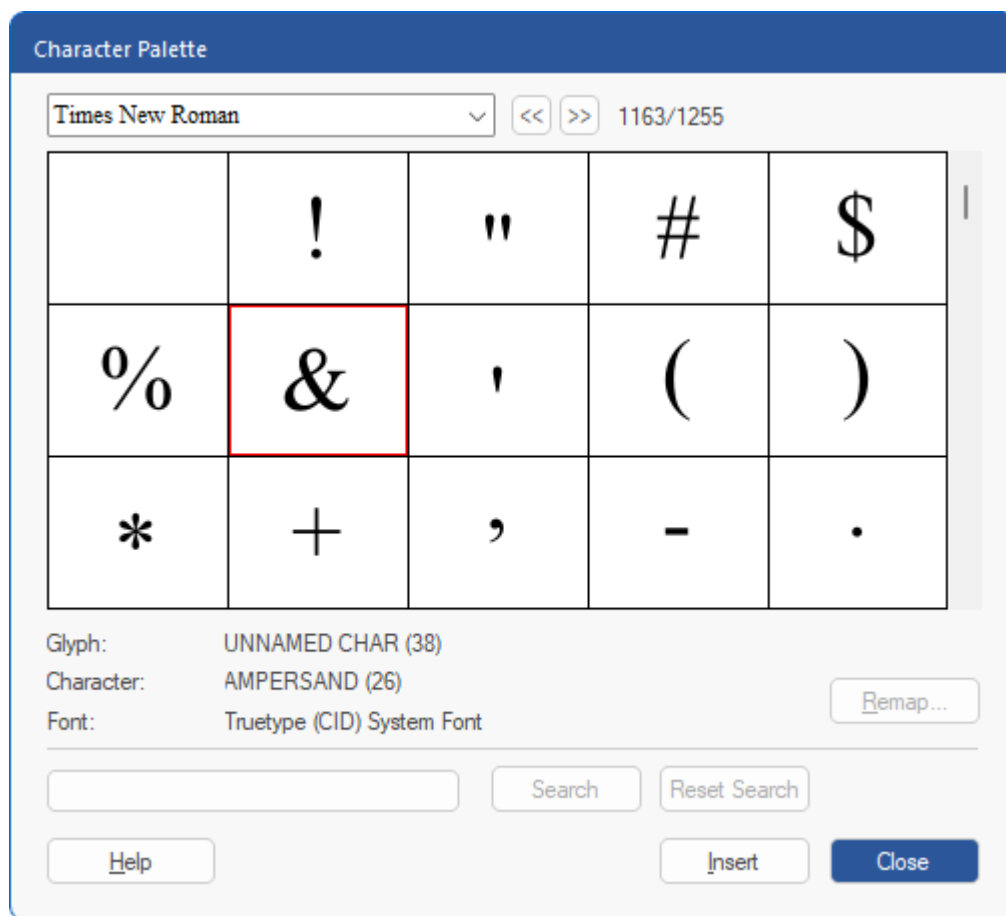 Character Palette
Times New Roman << >> 1163/1255
! " # $
% & ' ( )
* + , - .
Glyph: UNNAMED CHAR (38)
Character: AMPERSAND (26)
Font: Truetype (CID) System Font
Remap...
Search Reset Search
Help Insert Close